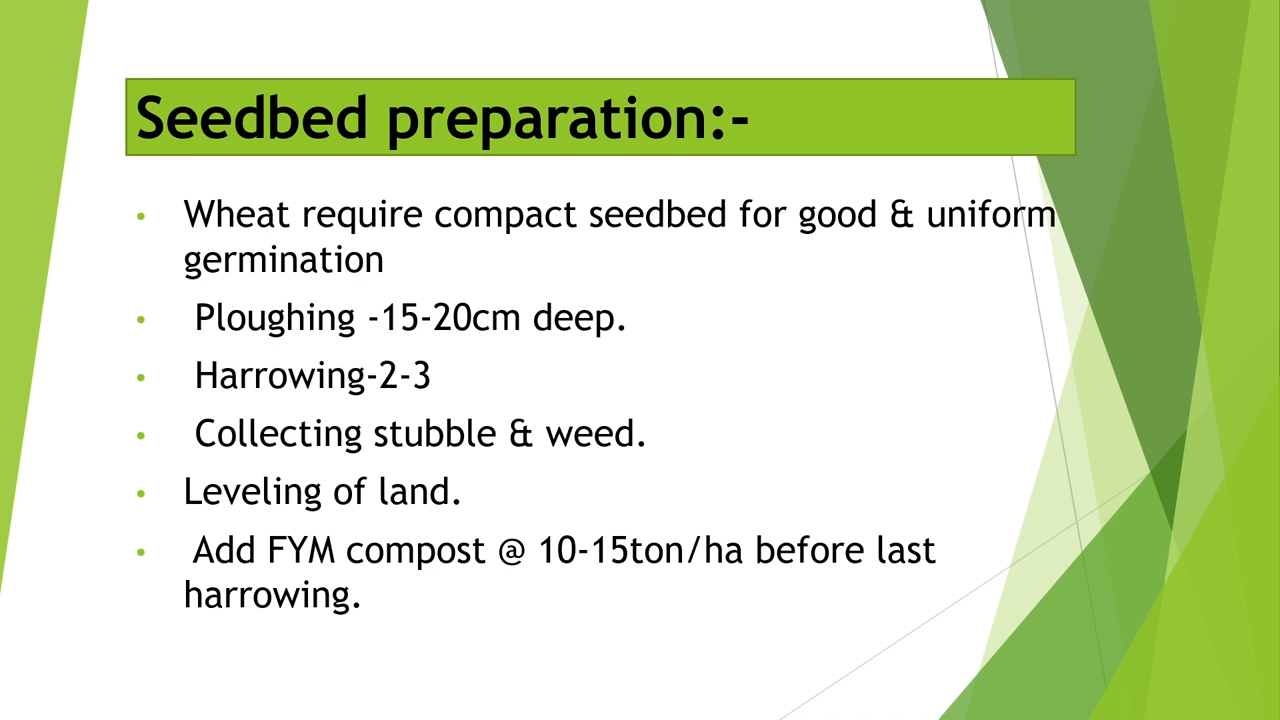 Seedbed preparation:-
• Wheat require compact seedbed for good & uniform
germination
• Ploughing -15-20cm deep.
• Harrowing-2-3
• Collecting stubble & weed.
• Leveling of land.
• Add FYM compost @ 10-15ton/ha before last
harrowing.